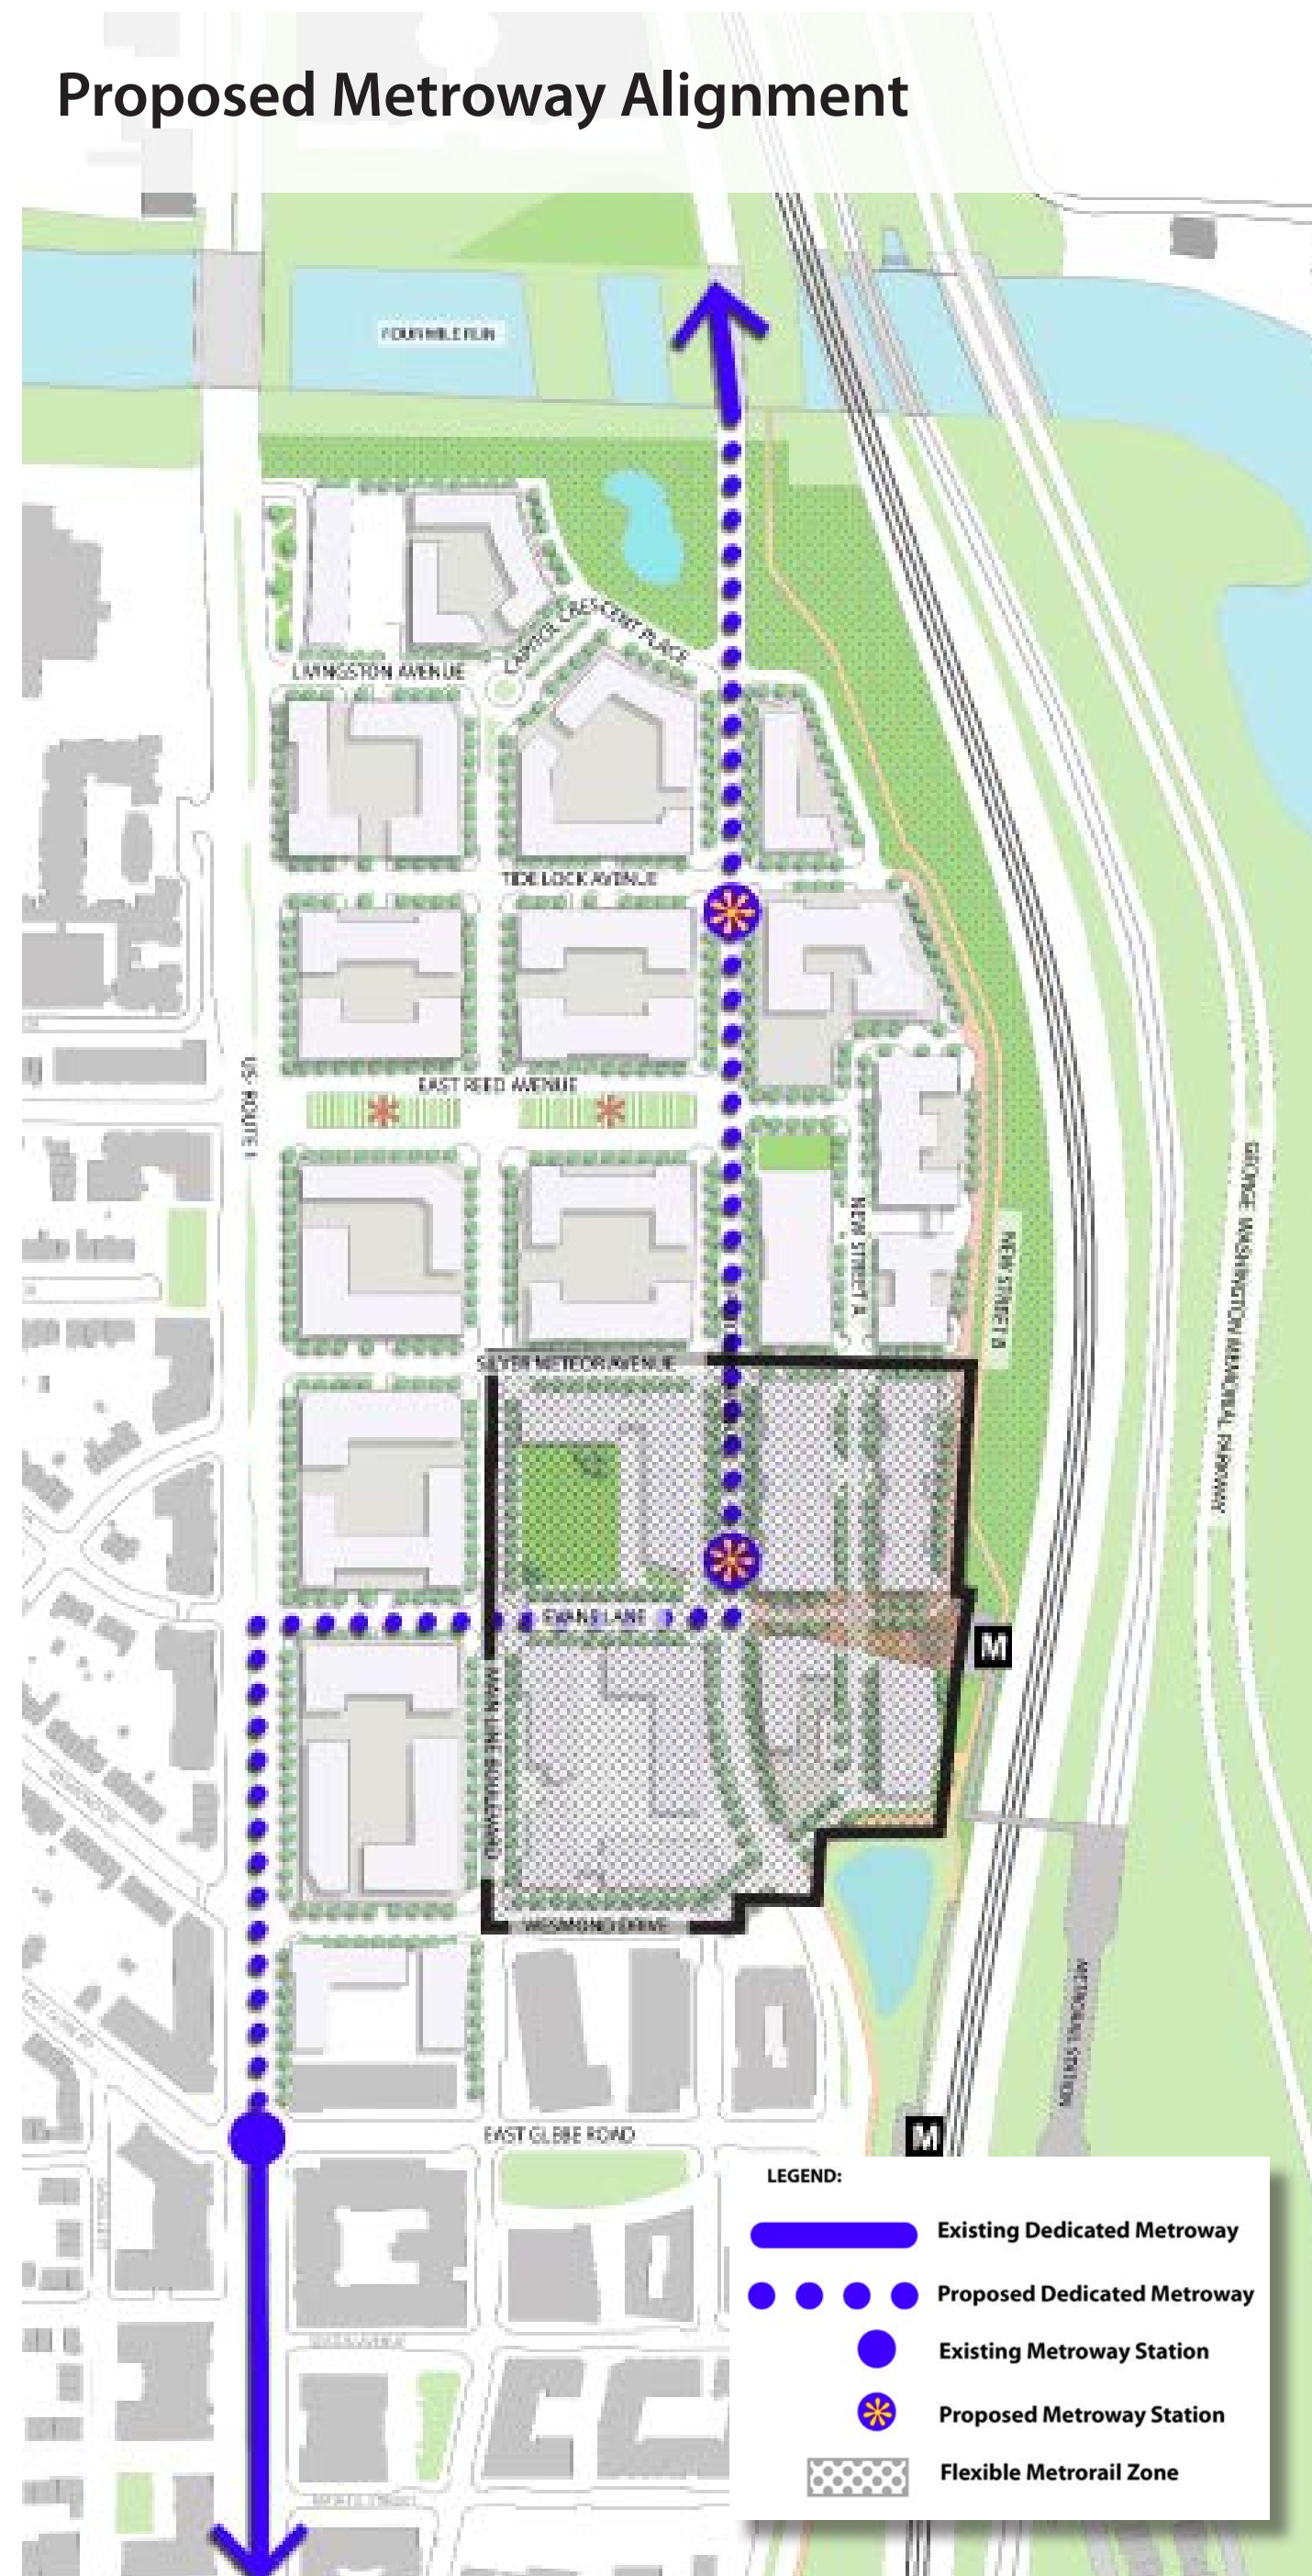 Proposed Metroway Alignment
FOUR MILE RUN
CAPITOL CRESCENT PLACE
LIVINGSTON AVENUE
TIDE LOCK AVENUE
EAST REED AVENUE
US ROUTE 1
NEW STREET A
NEW STREET B
GEORGE WASHINGTON MEMORIAL PARKWAY
SILVER METEOR AVENUE
EVANS LANE
M
MAIN LINE BOULEVARD
WESMOND DRIVE
METRORAIL STATION
EAST GLEBE ROAD
M
LEGEND:
Existing Dedicated Metroway
Proposed Dedicated Metroway
Existing Metroway Station
Proposed Metroway Station
Flexible Metrorail Zone